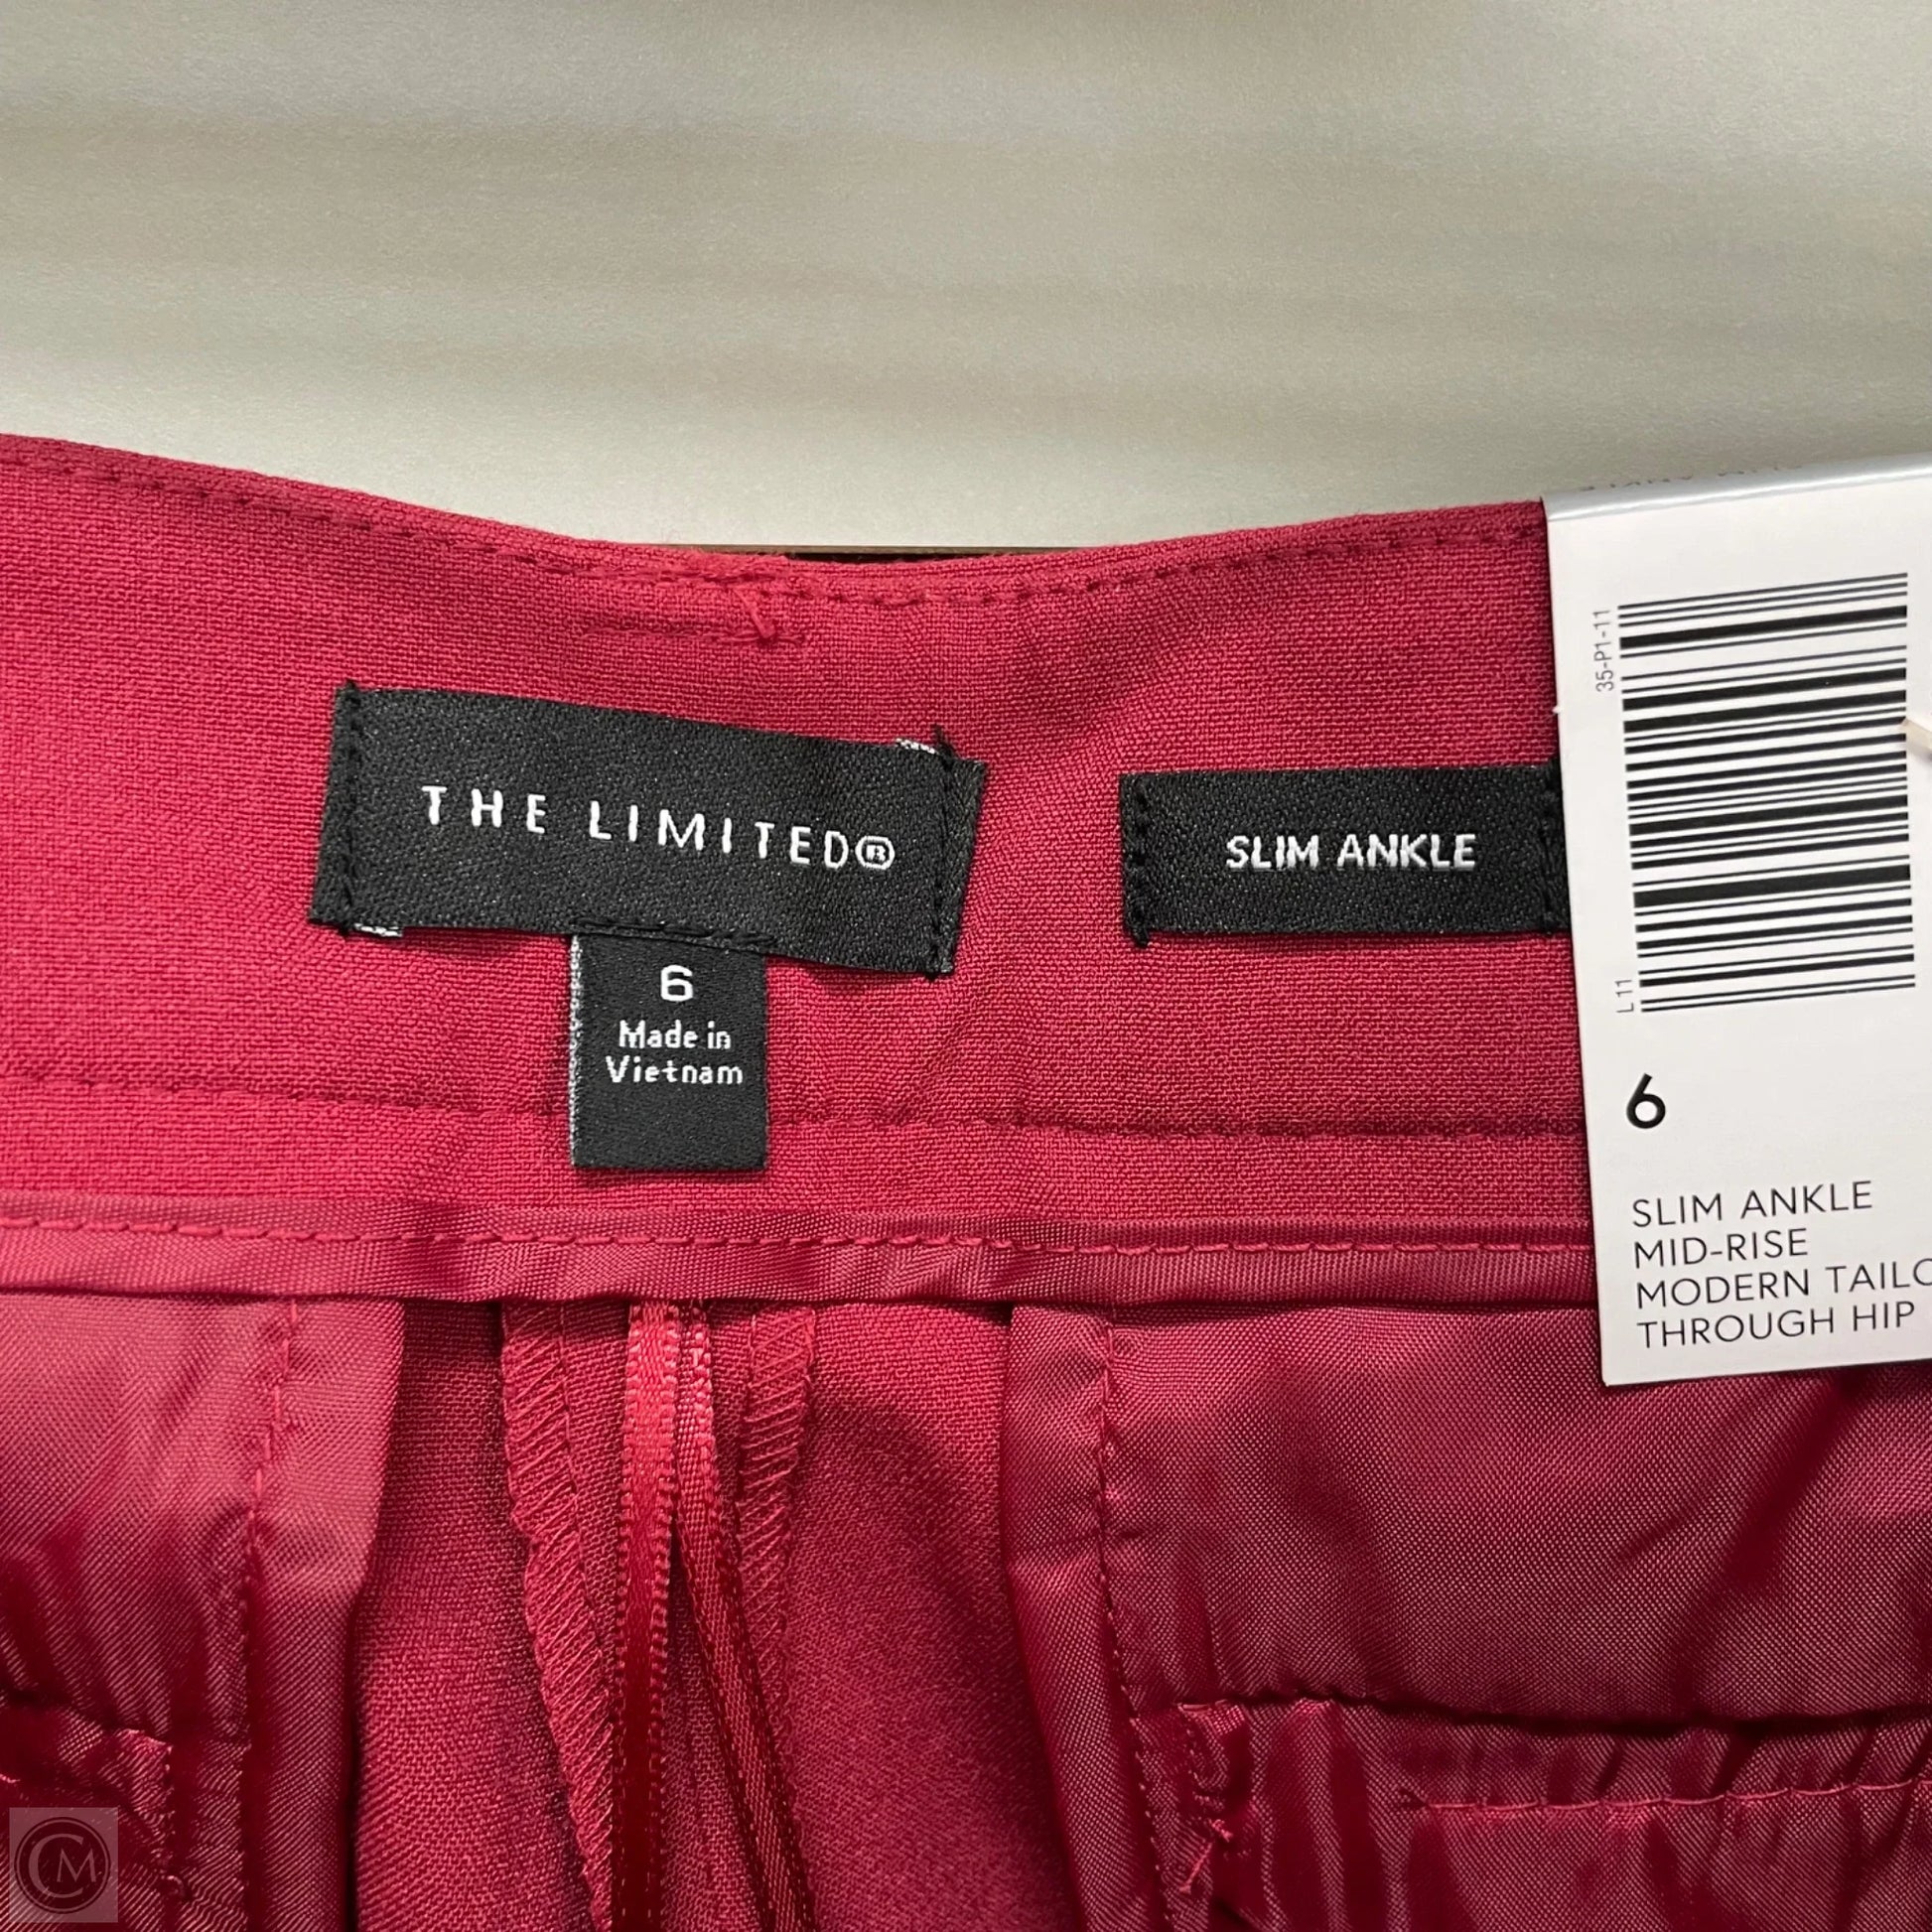 THE LIMITED®
6
Made in
Vietnam
SLIM ANKLE
35-P1-11
L11
6
SLIM ANKLE
MID-RISE
MODERN
THROUGH HIP
CM